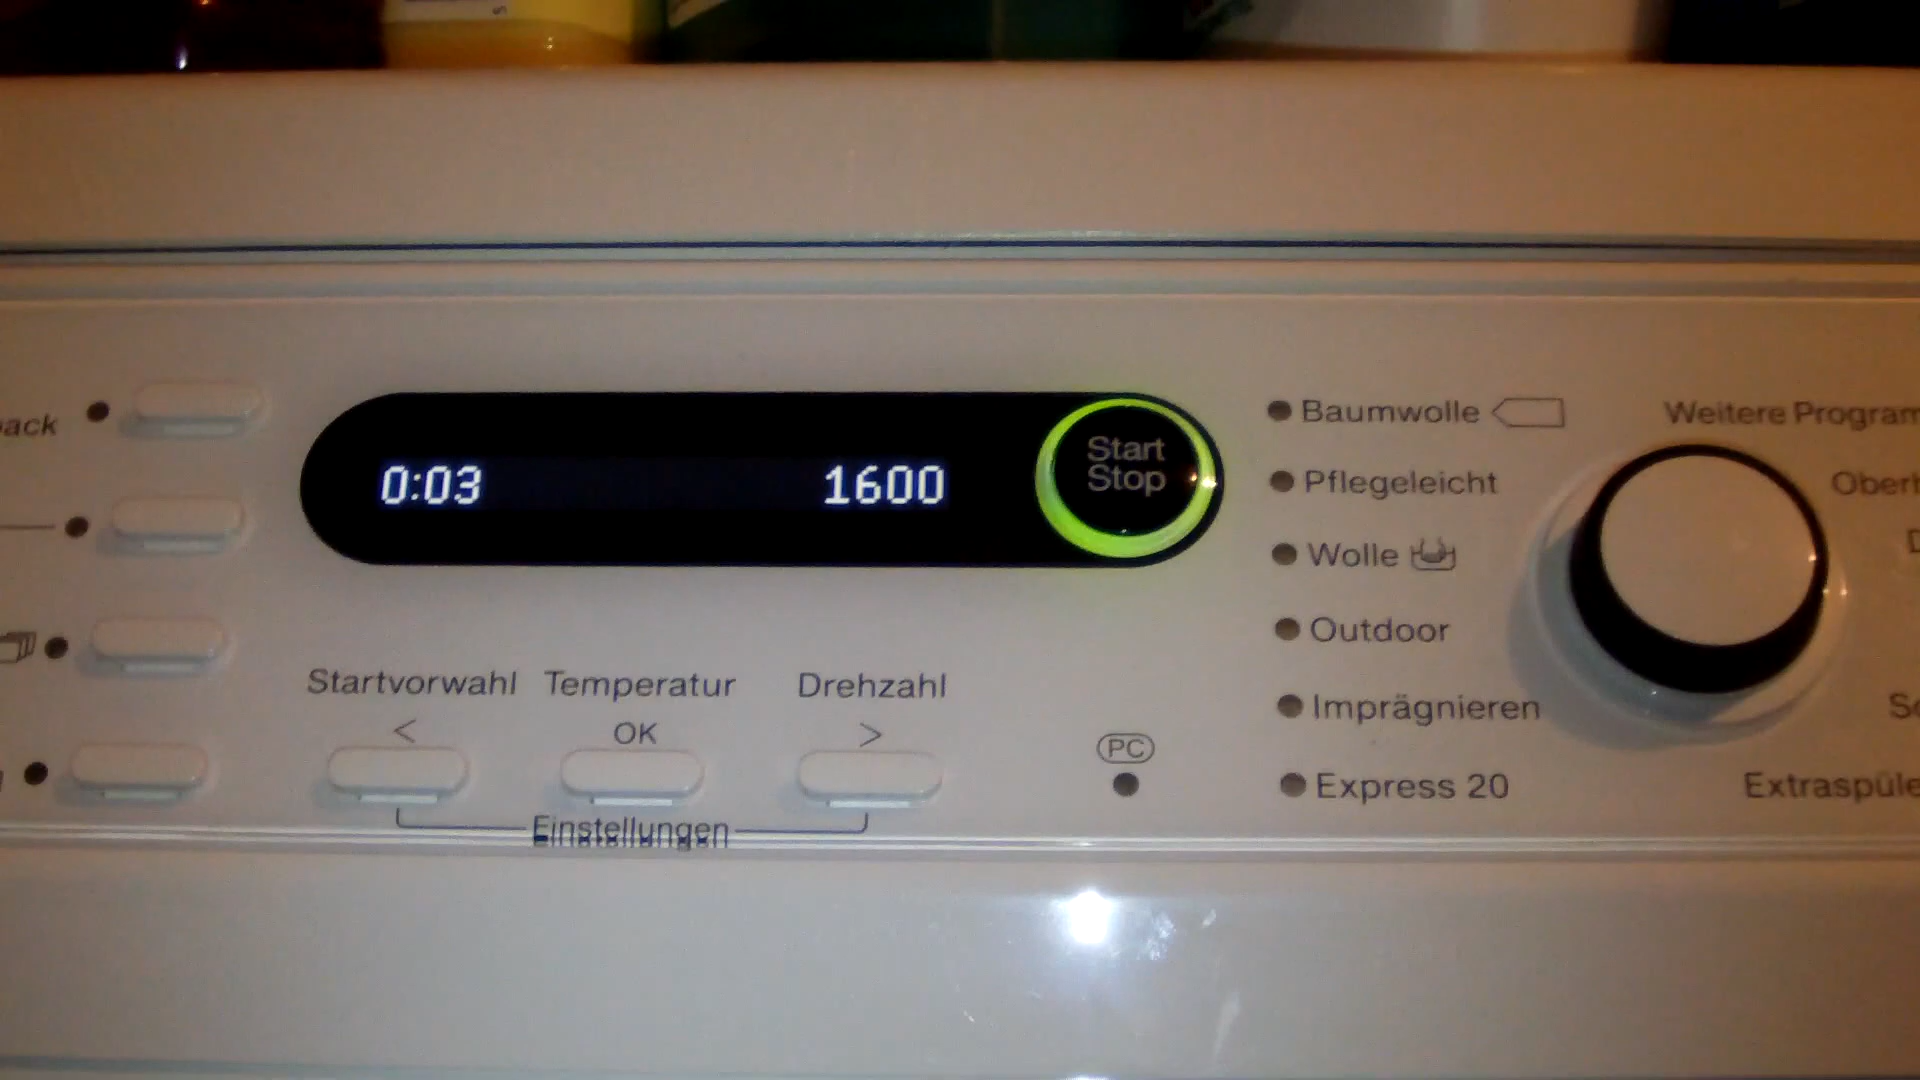 0:03 1600
Start
Stop
Startvorwahl Temperatur Drehzahl
< OK >
Einstellungen
PC
Baumwolle
Pflegeleicht
Wolle
Outdoor
Imprägnieren
Express 20
Weitere Program
Oberh
Extraspüle